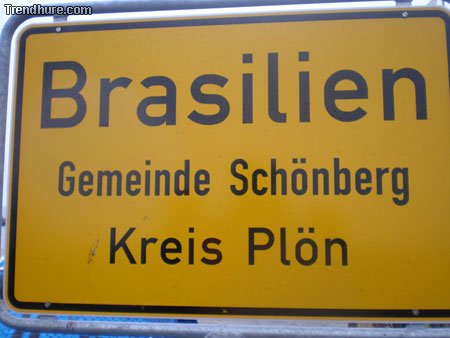 Trendhure.com
Brasilien
Gemeinde Schönberg
Kreis Plön